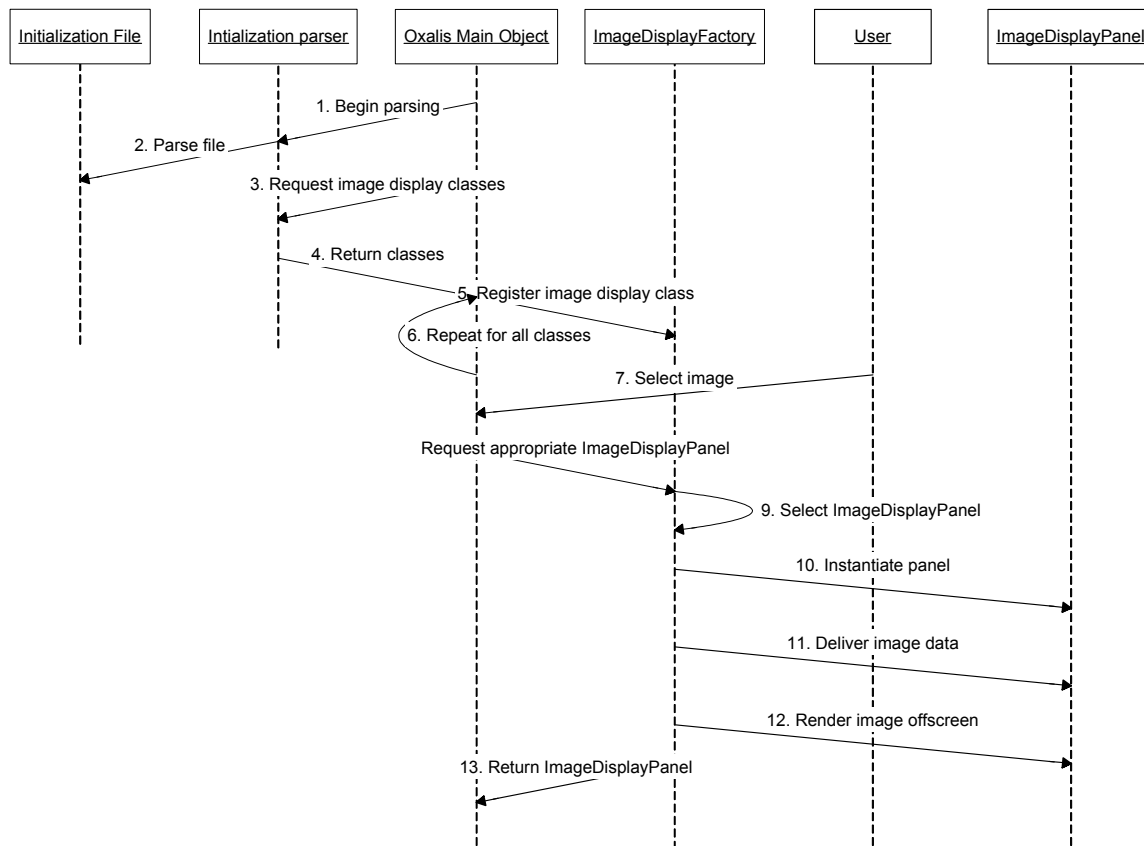 Initialization File
Intialization parser
Oxalis Main Object
ImageDisplayFactory
User
ImageDisplayPanel
1. Begin parsing
2. Parse file
3. Request image display classes
4. Return classes
5. Register image display class
6. Repeat for all classes
7. Select image
Request appropriate ImageDisplayPanel
9. Select ImageDisplayPanel
10. Instantiate panel
11. Deliver image data
12. Render image offscreen
13. Return ImageDisplayPanel